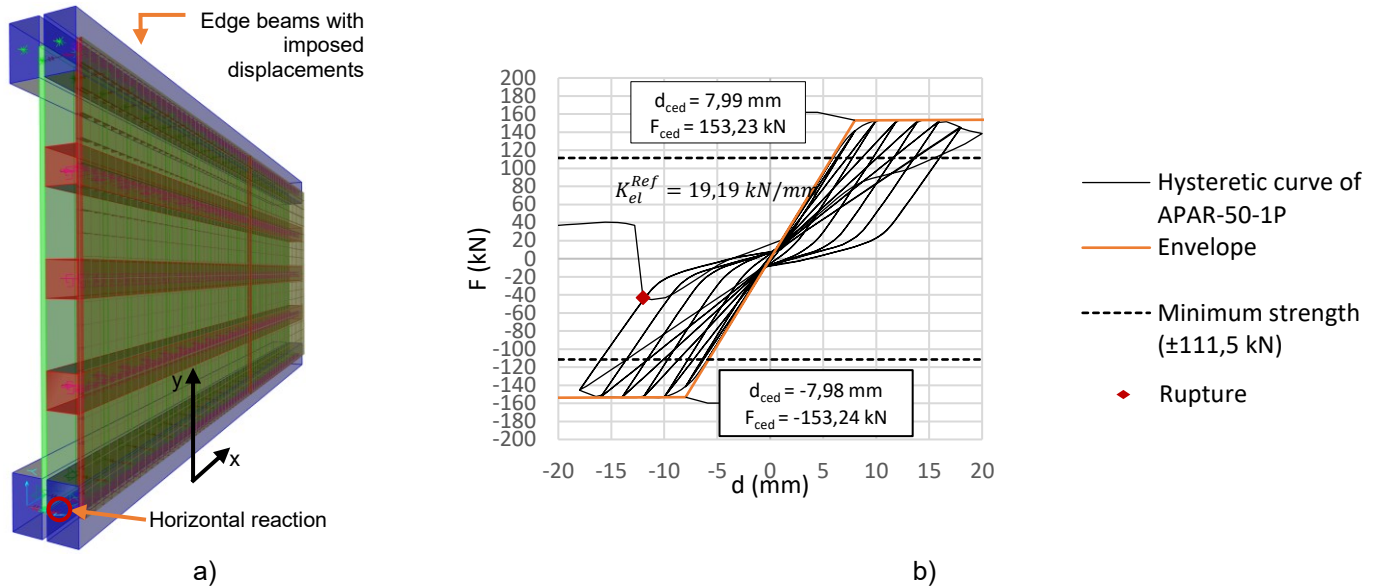 Edge beams with
imposed
displacements
y
x
Horizontal reaction
a)
200
180
160
140
120
100
80
60
40
20
0
-20
-40
-60
-80
-100
-120
-140
-160
-180
-200
F (kN)
d_ced = 7,99 mm
F_ced = 153,23 kN
K_el^Ref = 19,19 kN/mm
d_ced = -7,98 mm
F_ced = -153,24 kN
-20 -15 -10 -5 0 5 10 15 20
d (mm)
b)
Hysteretic curve of
APAR-50-1P
Envelope
Minimum strength
(±111,5 kN)
Rupture